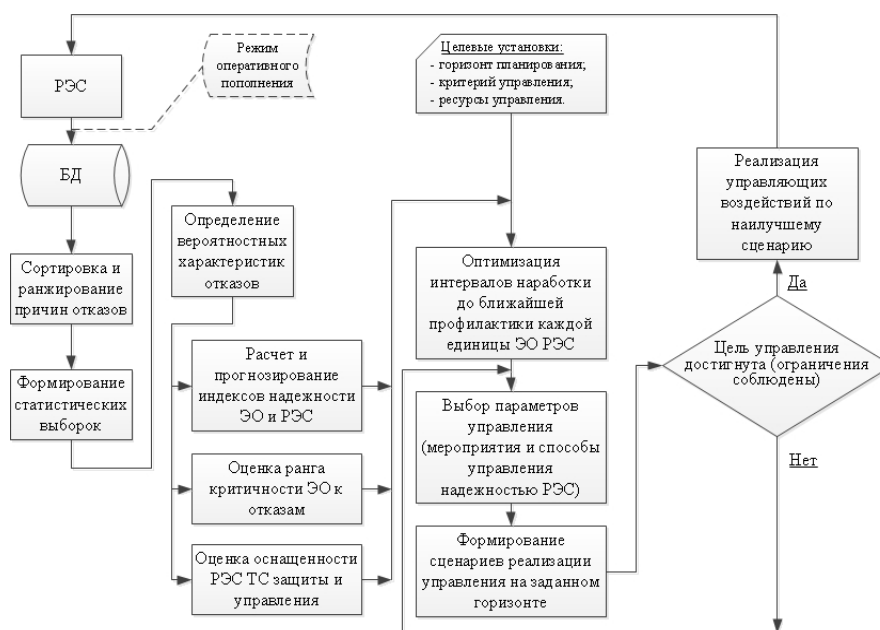 РЭС
Режим
оперативного
пополнения
Целевые установки:
- горизонт планирования;
- критерий управления;
- ресурсы управления.
БД
Определение
вероятностных
характеристик
отказов
Реализация
управляющих
воздействий по
наилучшему
сценарию
Сортировка и
ранжирование
причин отказов
Оптимизация
интервалов наработки
до ближайшей
профилактики каждой
единицы ЭО РЭС
Да
Формирование
статистических
выборок
Расчет и
прогнозирование
индексов надежности
ЭО и РЭС
Цель управления
достигнута (ограничения
соблюдены)
Выбор параметров
управления
(мероприятия и способы
управления
надежностью РЭС)
Нет
Оценка ранга
критичности ЭО к
отказам
Оценка оснащенности
РЭС ТС защиты и
управления
Формирование
сценариев реализации
управления на заданном
горизонте